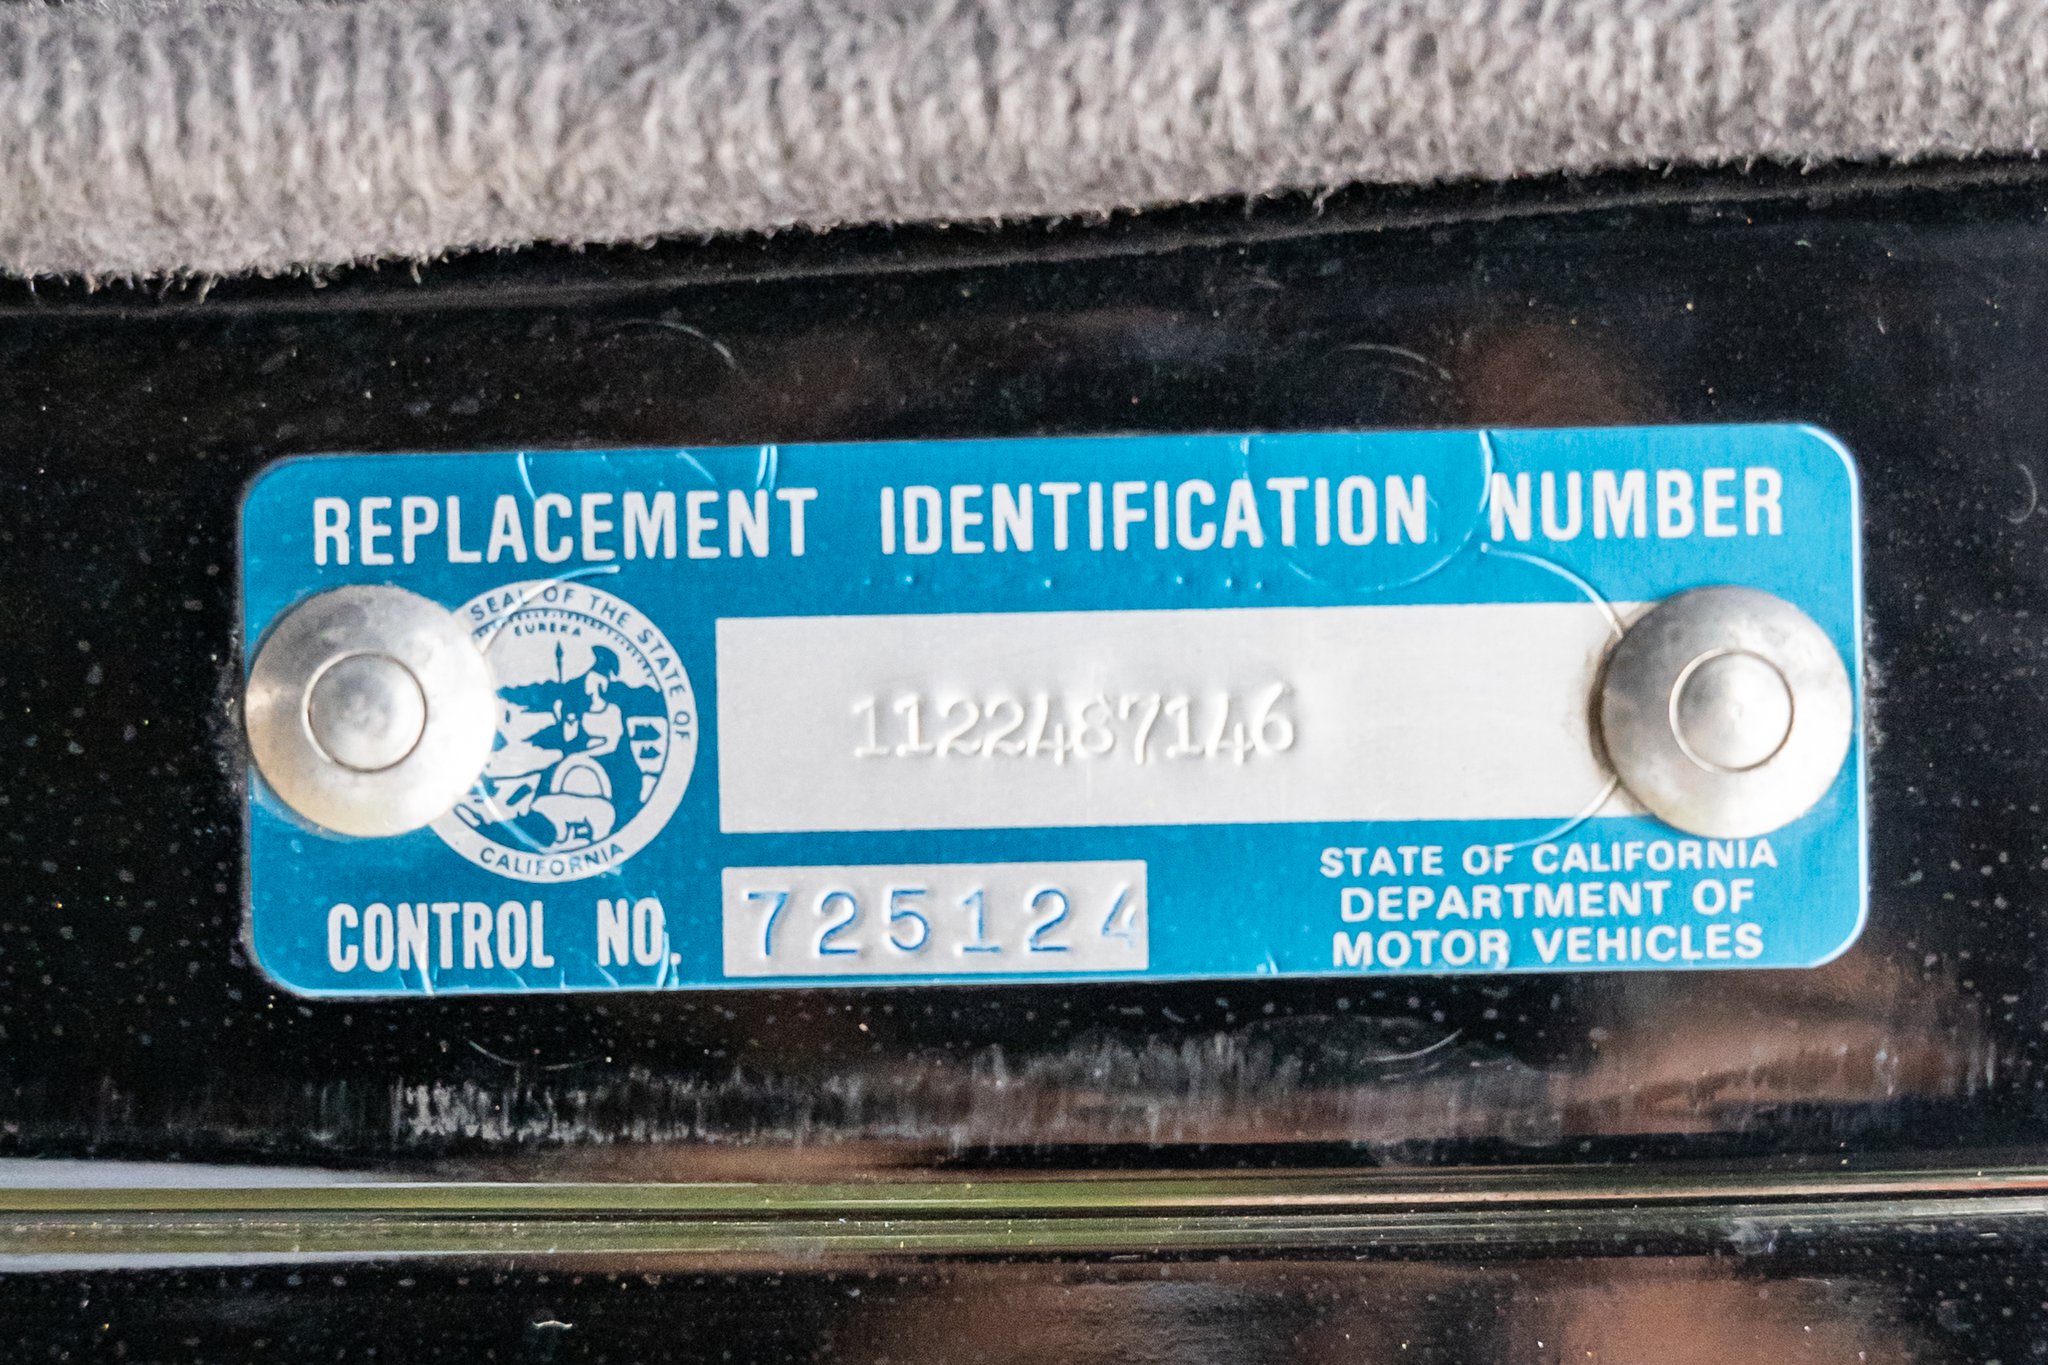 REPLACEMENT IDENTIFICATION NUMBER
SEAL OF THE STATE OF
EUREKA
CALIFORNIA
1122487146
CONTROL NO. 725124
STATE OF CALIFORNIA
DEPARTMENT OF
MOTOR VEHICLES